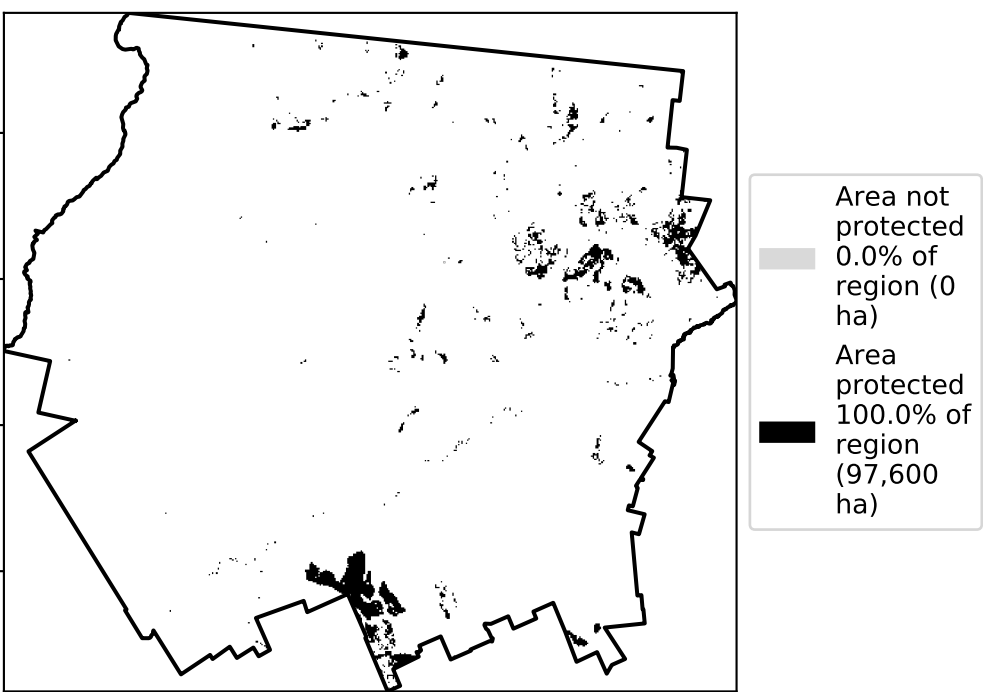 Area not
protected
0.0% of
region (0
ha)
Area
protected
100.0% of
region
(97,600
ha)